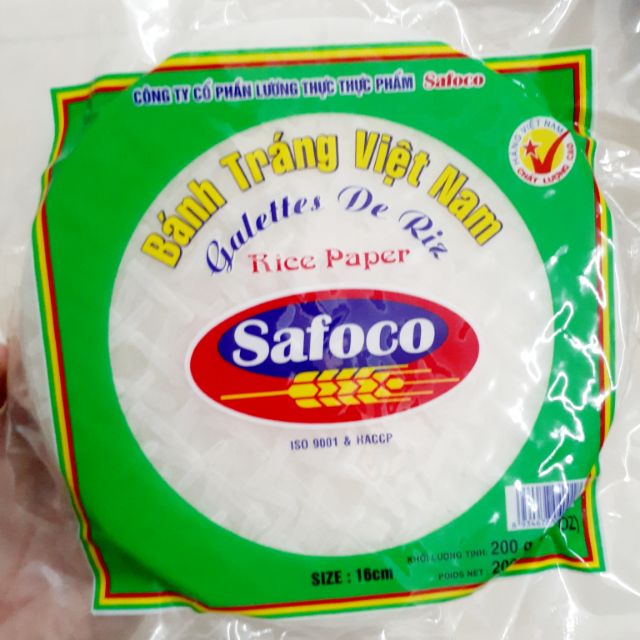 CÔNG TY CỔ PHẦN LƯƠNG THỰC THỰC PHẨM Safoco
HÀNG VIỆT NAM
CHẤT LƯỢNG CAO
Bánh Tráng Việt Nam
Galettes De Riz
Rice Paper
Safoco
ISO 9001 & HACCP
KHỐI LƯỢNG TỊNH: 200 g
SIZE : 16cm
POIDS NET